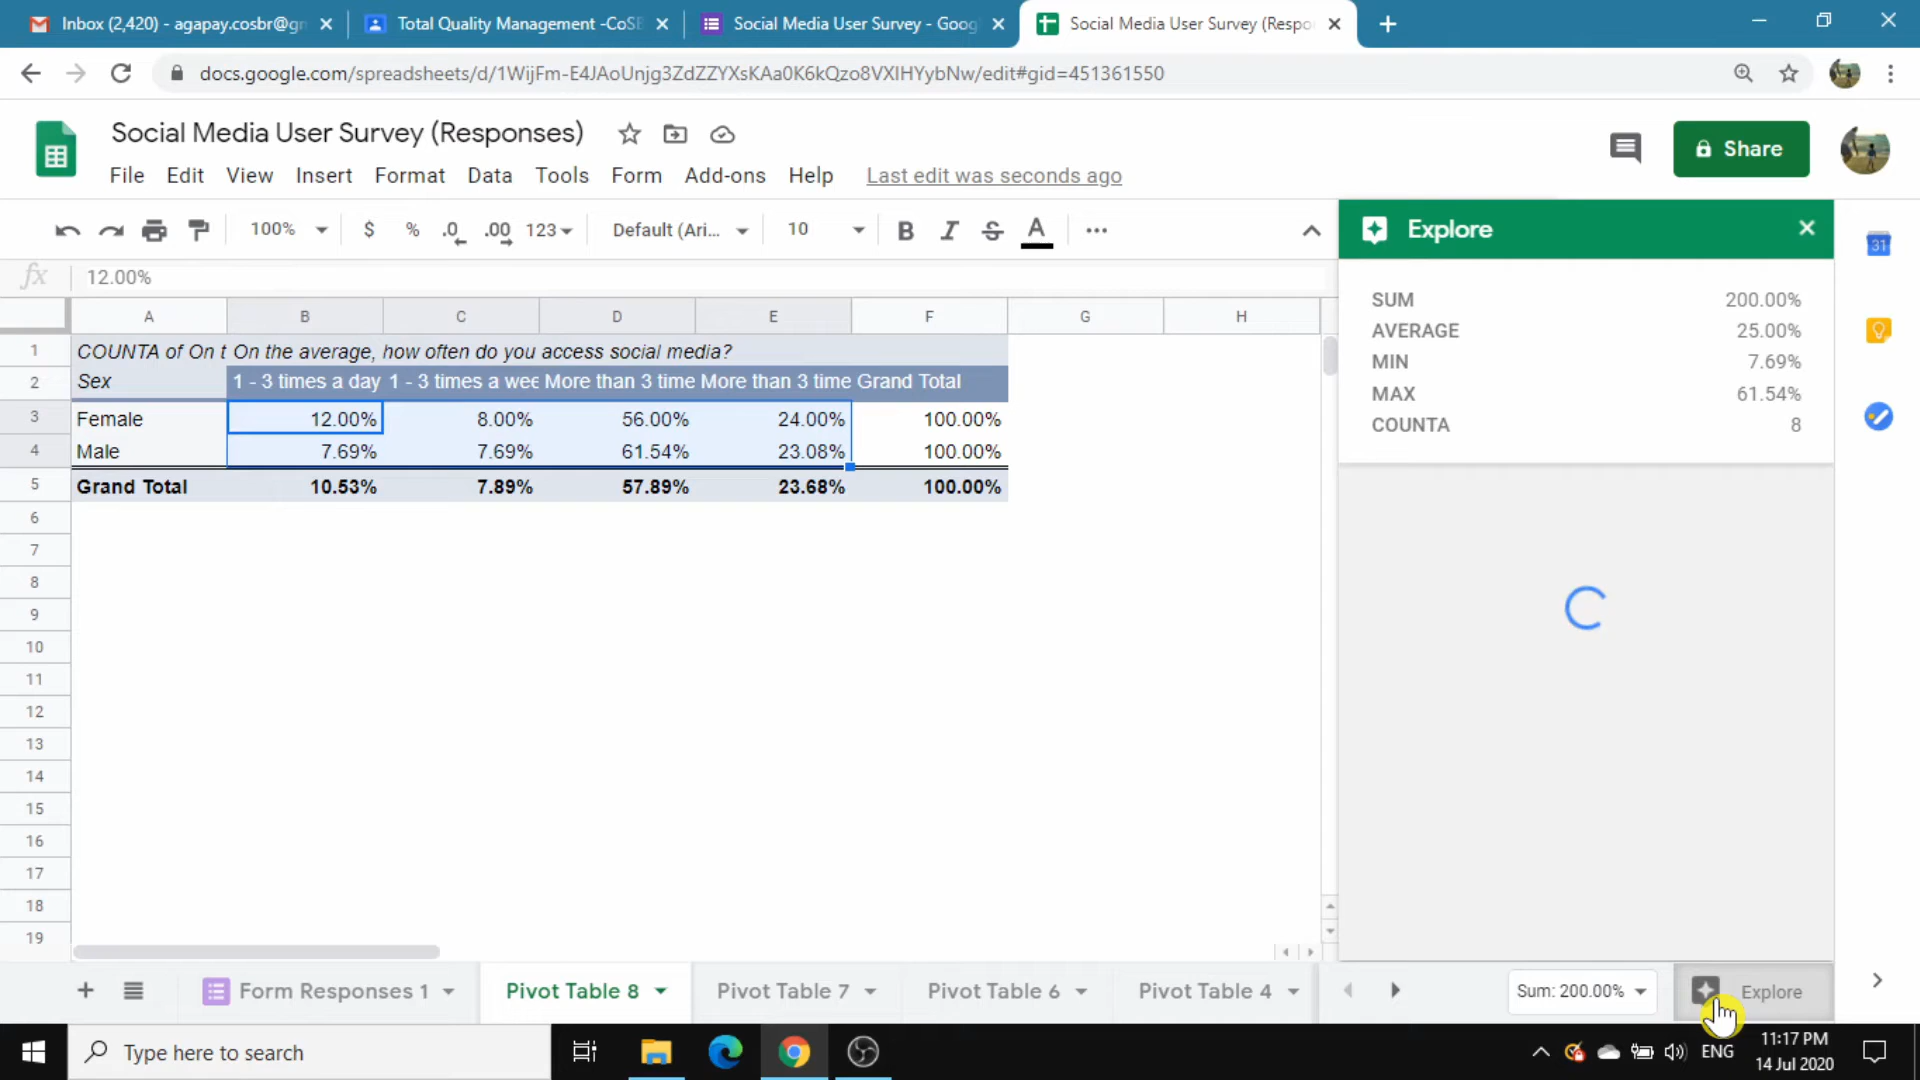 Inbox (2,420) - agapay.cosbr@gn
Total Quality Management -CoSB
Social Media User Survey - Goog
Social Media User Survey (Respo
docs.google.com/spreadsheets/d/1WijFm-E4JAoUnjg3ZdZZYXsKAa0K6kQzo8VXIHYybNw/edit#gid=451361550
Social Media User Survey (Responses)
File Edit View Insert Format Data Tools Form Add-ons Help Last edit was seconds ago
Share
100% $ % .0 .00 123 Default (Ari... 10 B I S A
fx 12.00%
A B C D E F G H
1 COUNTA of On t On the average, how often do you access social media?
2 Sex 1 - 3 times a day 1 - 3 times a wee More than 3 time More than 3 time Grand Total
3 Female 12.00% 8.00% 56.00% 24.00% 100.00%
4 Male 7.69% 7.69% 61.54% 23.08% 100.00%
5 Grand Total 10.53% 7.89% 57.89% 23.68% 100.00%
6
7
8
9
10
11
12
13
14
15
16
17
18
19
Explore
SUM 200.00%
AVERAGE 25.00%
MIN 7.69%
MAX 61.54%
COUNTA 8
31
Form Responses 1 Pivot Table 8 Pivot Table 7 Pivot Table 6 Pivot Table 4 Sum: 200.00% Explore
Type here to search
ENG
11:17 PM
14 Jul 2020